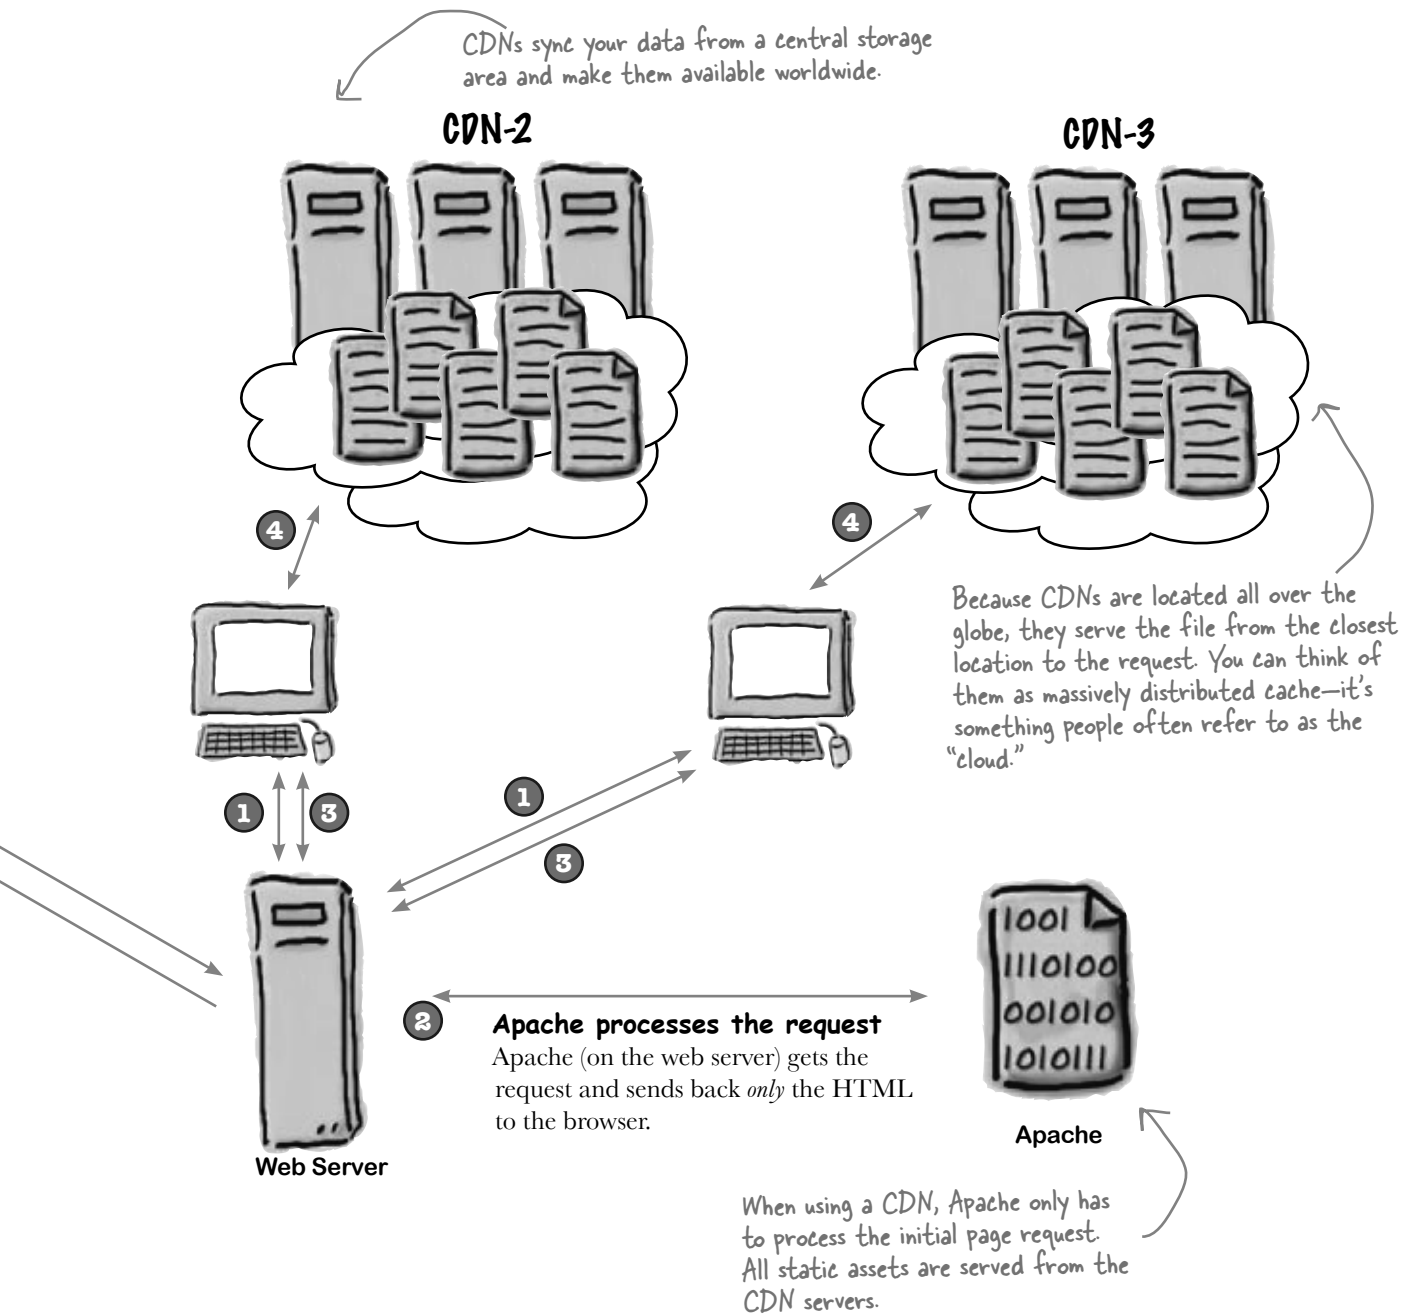 CDNs sync your data from a central storage
area and make them available worldwide.
CDN-2
CDN-3
4
4
Because CDNs are located all over the
globe, they serve the file from the closest
location to the request. You can think of
them as massively distributed cache—it's
something people often refer to as the
"cloud."
1
3
1
3
1001
1110100
001010
1010111
2
Apache processes the request
Apache (on the web server) gets the
request and sends back only the HTML
to the browser.
Apache
Web Server
When using a CDN, Apache only has
to process the initial page request.
All static assets are served from the
CDN servers.